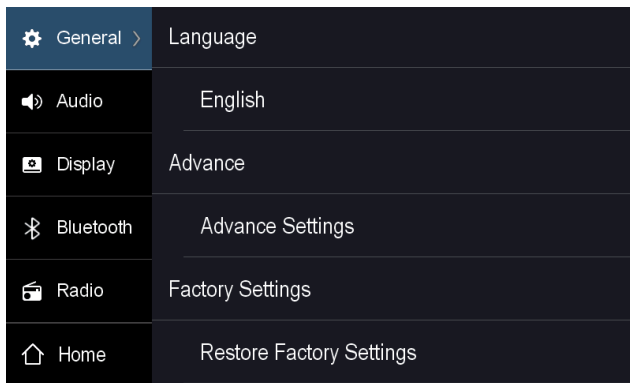 General
Audio
Display
Bluetooth
Radio
Home
Language
English
Advance
Advance Settings
Factory Settings
Restore Factory Settings